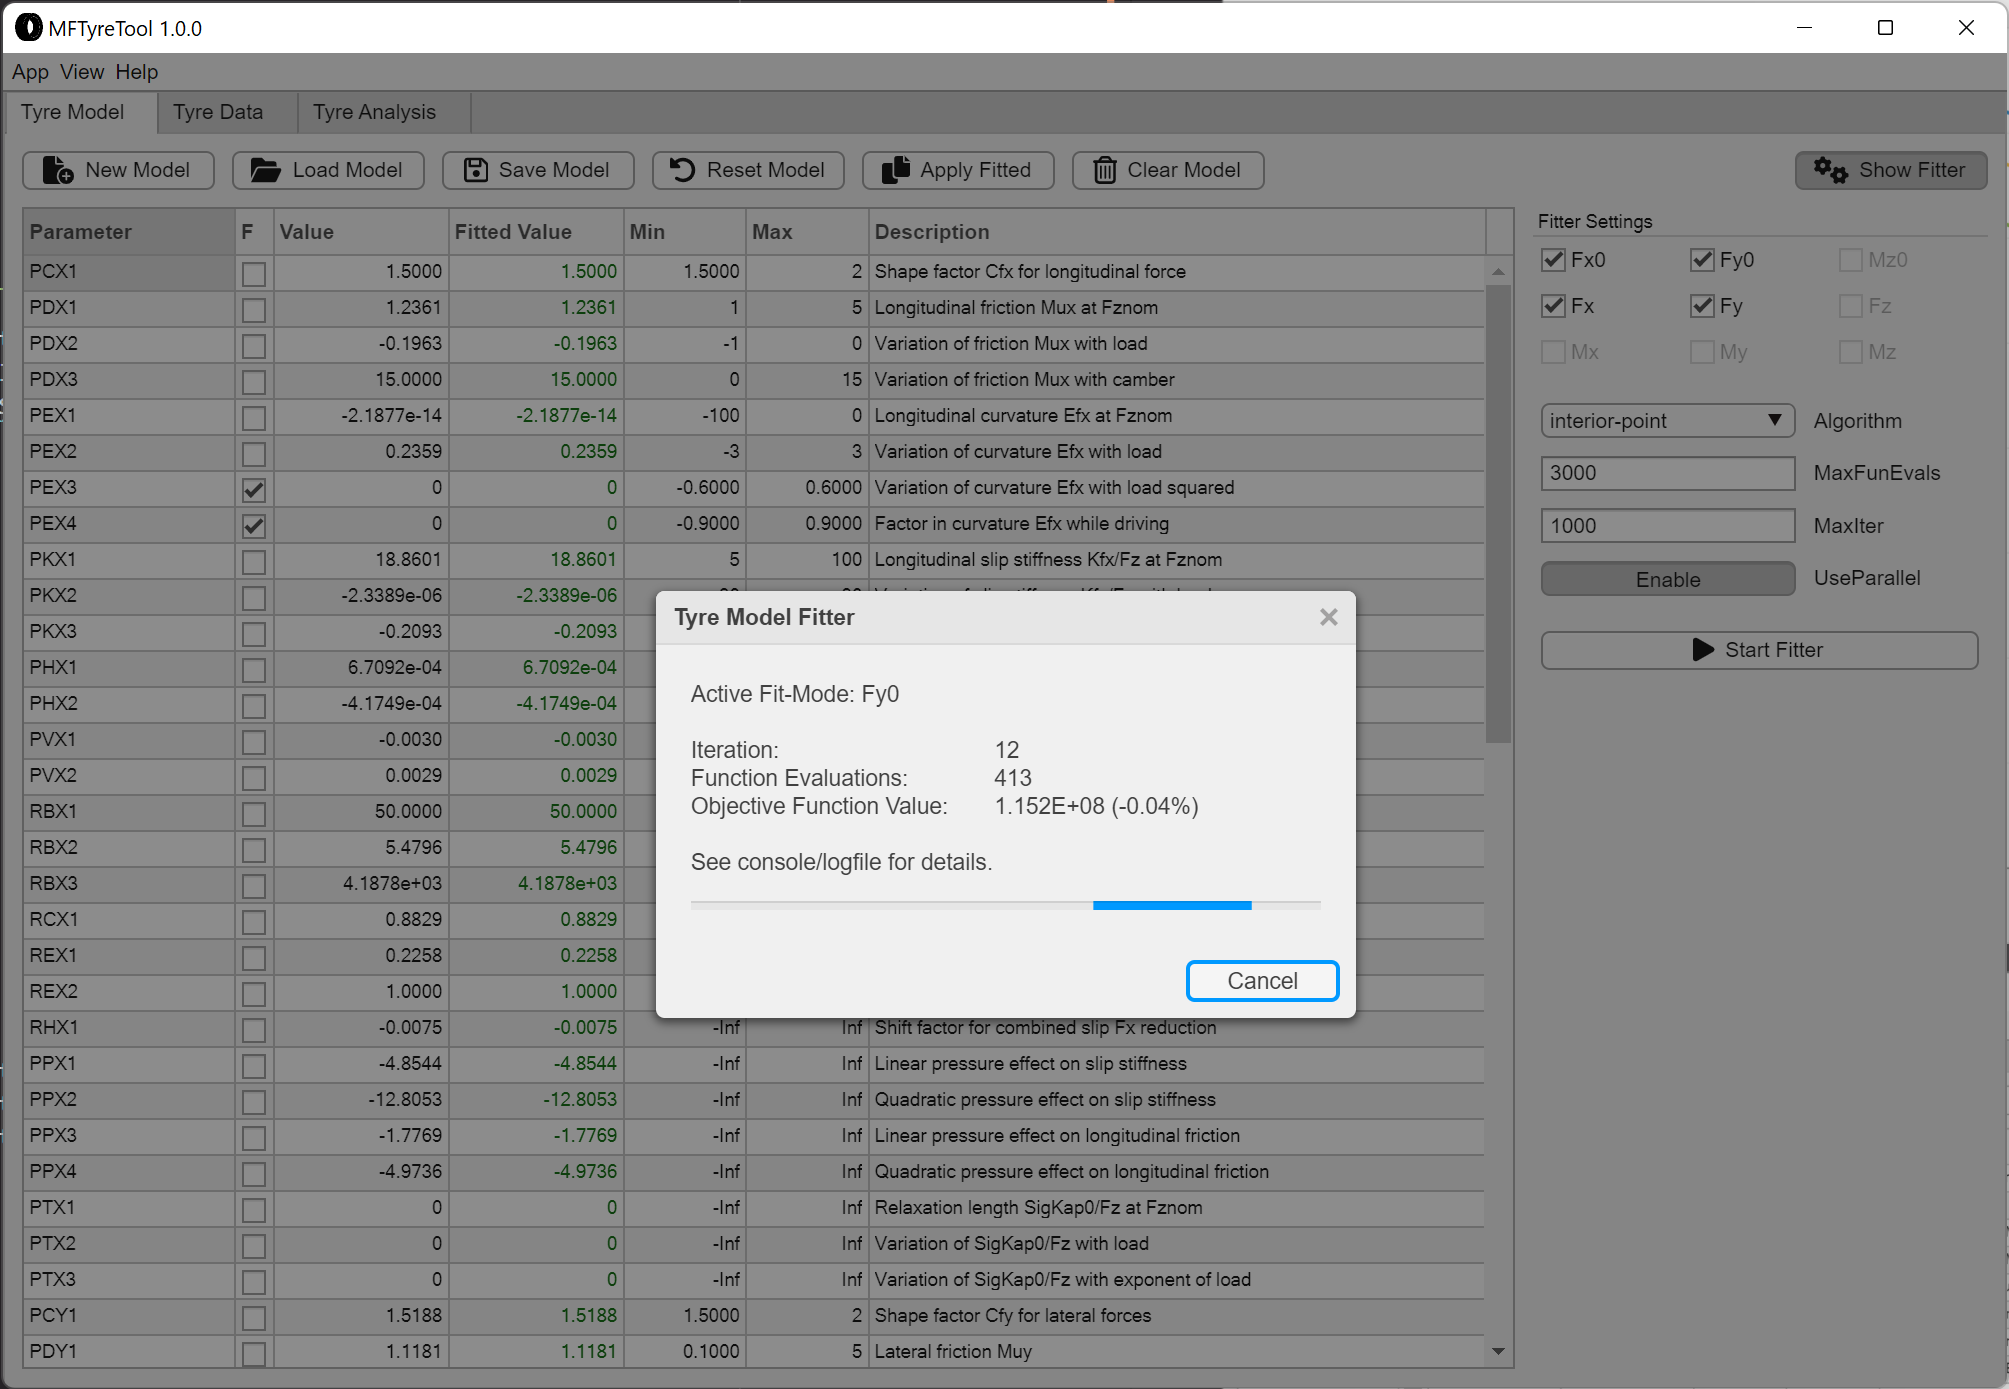 MFTyreTool 1.0.0
App View Help
Tyre Model Tyre Data Tyre Analysis
New Model Load Model Save Model Reset Model Apply Fitted Clear Model Show Fitter
Parameter F Value Fitted Value Min Max Description
PCX1 1.5000 1.5000 1.5000 2 Shape factor Cfx for longitudinal force
PDX1 1.2361 1.2361 1 5 Longitudinal friction Mux at Fznom
PDX2 -0.1963 -0.1963 -1 0 Variation of friction Mux with load
PDX3 15.0000 15.0000 0 15 Variation of friction Mux with camber
PEX1 -2.1877e-14 -2.1877e-14 -100 0 Longitudinal curvature Efx at Fznom
PEX2 0.2359 0.2359 -3 3 Variation of curvature Efx with load
PEX3 0 0 -0.6000 0.6000 Variation of curvature Efx with load squared
PEX4 0 0 -0.9000 0.9000 Factor in curvature Efx while driving
PKX1 18.8601 18.8601 5 100 Longitudinal slip stiffness Kfx/Fz at Fznom
PKX2 -2.3389e-06 -2.3389e-06
PKX3 -0.2093 -0.2093
PHX1 6.7092e-04 6.7092e-04
PHX2 -4.1749e-04 -4.1749e-04
PVX1 -0.0030 -0.0030
PVX2 0.0029 0.0029
RBX1 50.0000 50.0000
RBX2 5.4796 5.4796
RBX3 4.1878e+03 4.1878e+03
RCX1 0.8829 0.8829
REX1 0.2258 0.2258
REX2 1.0000 1.0000
RHX1 -0.0075 -0.0075 -Inf Inf Shift factor for combined slip Fx reduction
PPX1 -4.8544 -4.8544 -Inf Inf Linear pressure effect on slip stiffness
PPX2 -12.8053 -12.8053 -Inf Inf Quadratic pressure effect on slip stiffness
PPX3 -1.7769 -1.7769 -Inf Inf Linear pressure effect on longitudinal friction
PPX4 -4.9736 -4.9736 -Inf Inf Quadratic pressure effect on longitudinal friction
PTX1 0 0 -Inf Inf Relaxation length SigKap0/Fz at Fznom
PTX2 0 0 -Inf Inf Variation of SigKap0/Fz with load
PTX3 0 0 -Inf Inf Variation of SigKap0/Fz with exponent of load
PCY1 1.5188 1.5188 1.5000 2 Shape factor Cfy for lateral forces
PDY1 1.1181 1.1181 0.1000 5 Lateral friction Muy
Fitter Settings
Fx0 Fy0 Mz0
Fx Fy Fz
Mx My Mz
interior-point Algorithm
3000 MaxFunEvals
1000 MaxIter
Enable UseParallel
Start Fitter
Tyre Model Fitter
Active Fit-Mode: Fy0
Iteration: 12
Function Evaluations: 413
Objective Function Value: 1.152E+08 (-0.04%)
See console/logfile for details.
Cancel